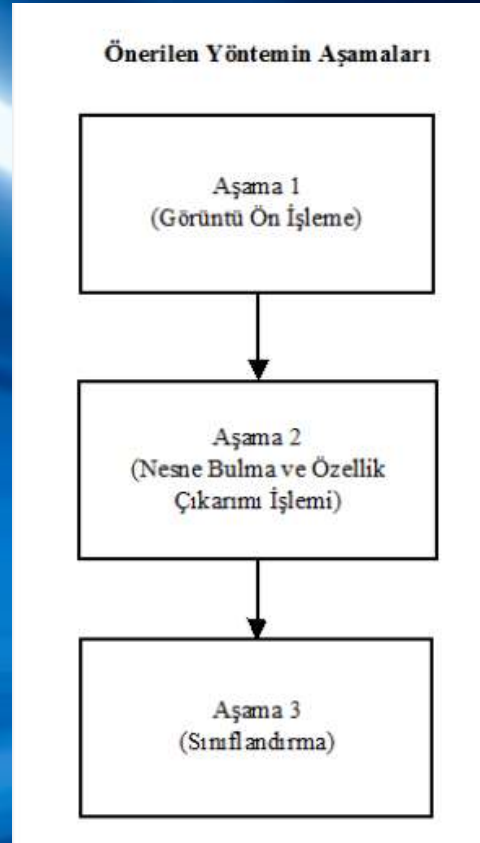 Önerilen Yöntemin Aşamaları
Aşama 1
(Görüntü Ön İşleme)
Aşama 2
(Nesne Bulma ve Özellik
Çıkarımı İşlemi)
Aşama 3
(Sınıflandırma)